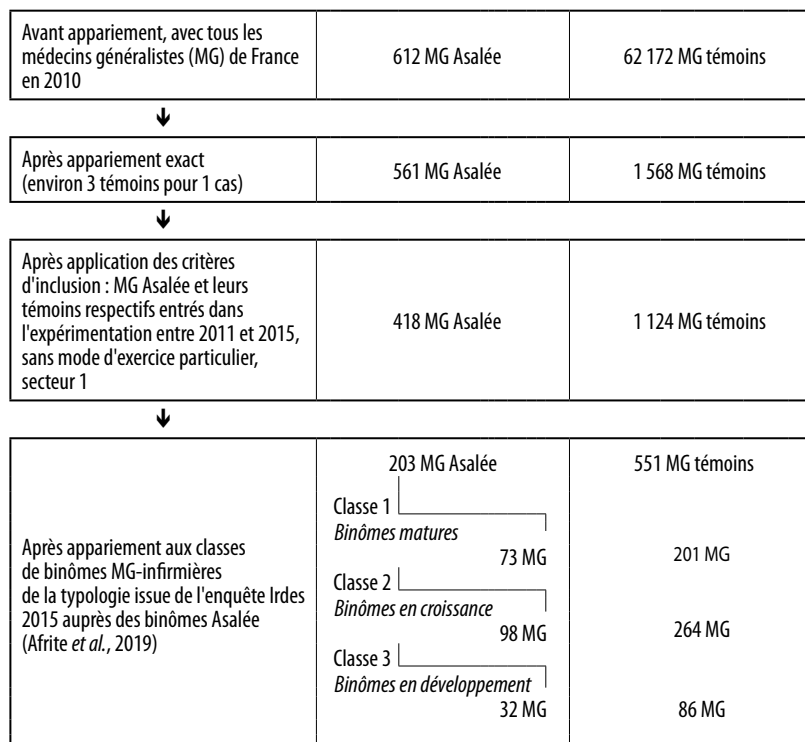 Avant appariement, avec tous les
médecins généralistes (MG) de France
en 2010
612 MG Asalée
62 172 MG témoins
Après appariement exact
(environ 3 témoins pour 1 cas)
561 MG Asalée
1 568 MG témoins
Après application des critères
d'inclusion : MG Asalée et leurs
témoins respectifs entrés dans
l'expérimentation entre 2011 et 2015,
sans mode d'exercice particulier,
secteur 1
418 MG Asalée
1 124 MG témoins
Après appariement aux classes
de binômes MG-infirmières
de la typologie issue de l'enquête Irdes
2015 auprès des binômes Asalée
(Afrite et al., 2019)
203 MG Asalée
551 MG témoins
Classe 1
Binômes matures
73 MG
201 MG
Classe 2
Binômes en croissance
98 MG
264 MG
Classe 3
Binômes en développement
32 MG
86 MG